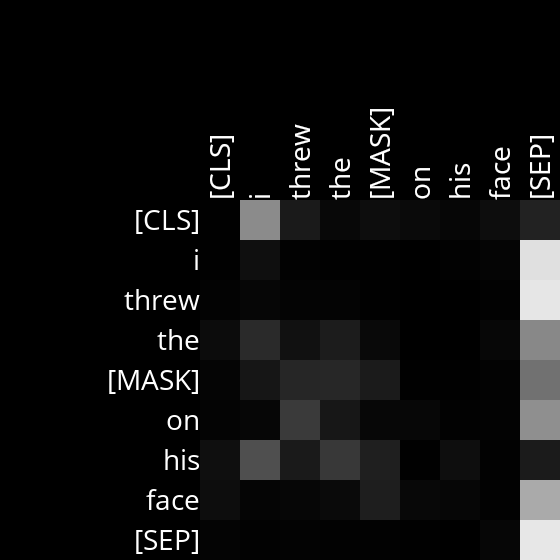 [CLS] i threw the [MASK] on his face [SEP]
[CLS]
i
threw
the
[MASK]
on
his
face
[SEP]